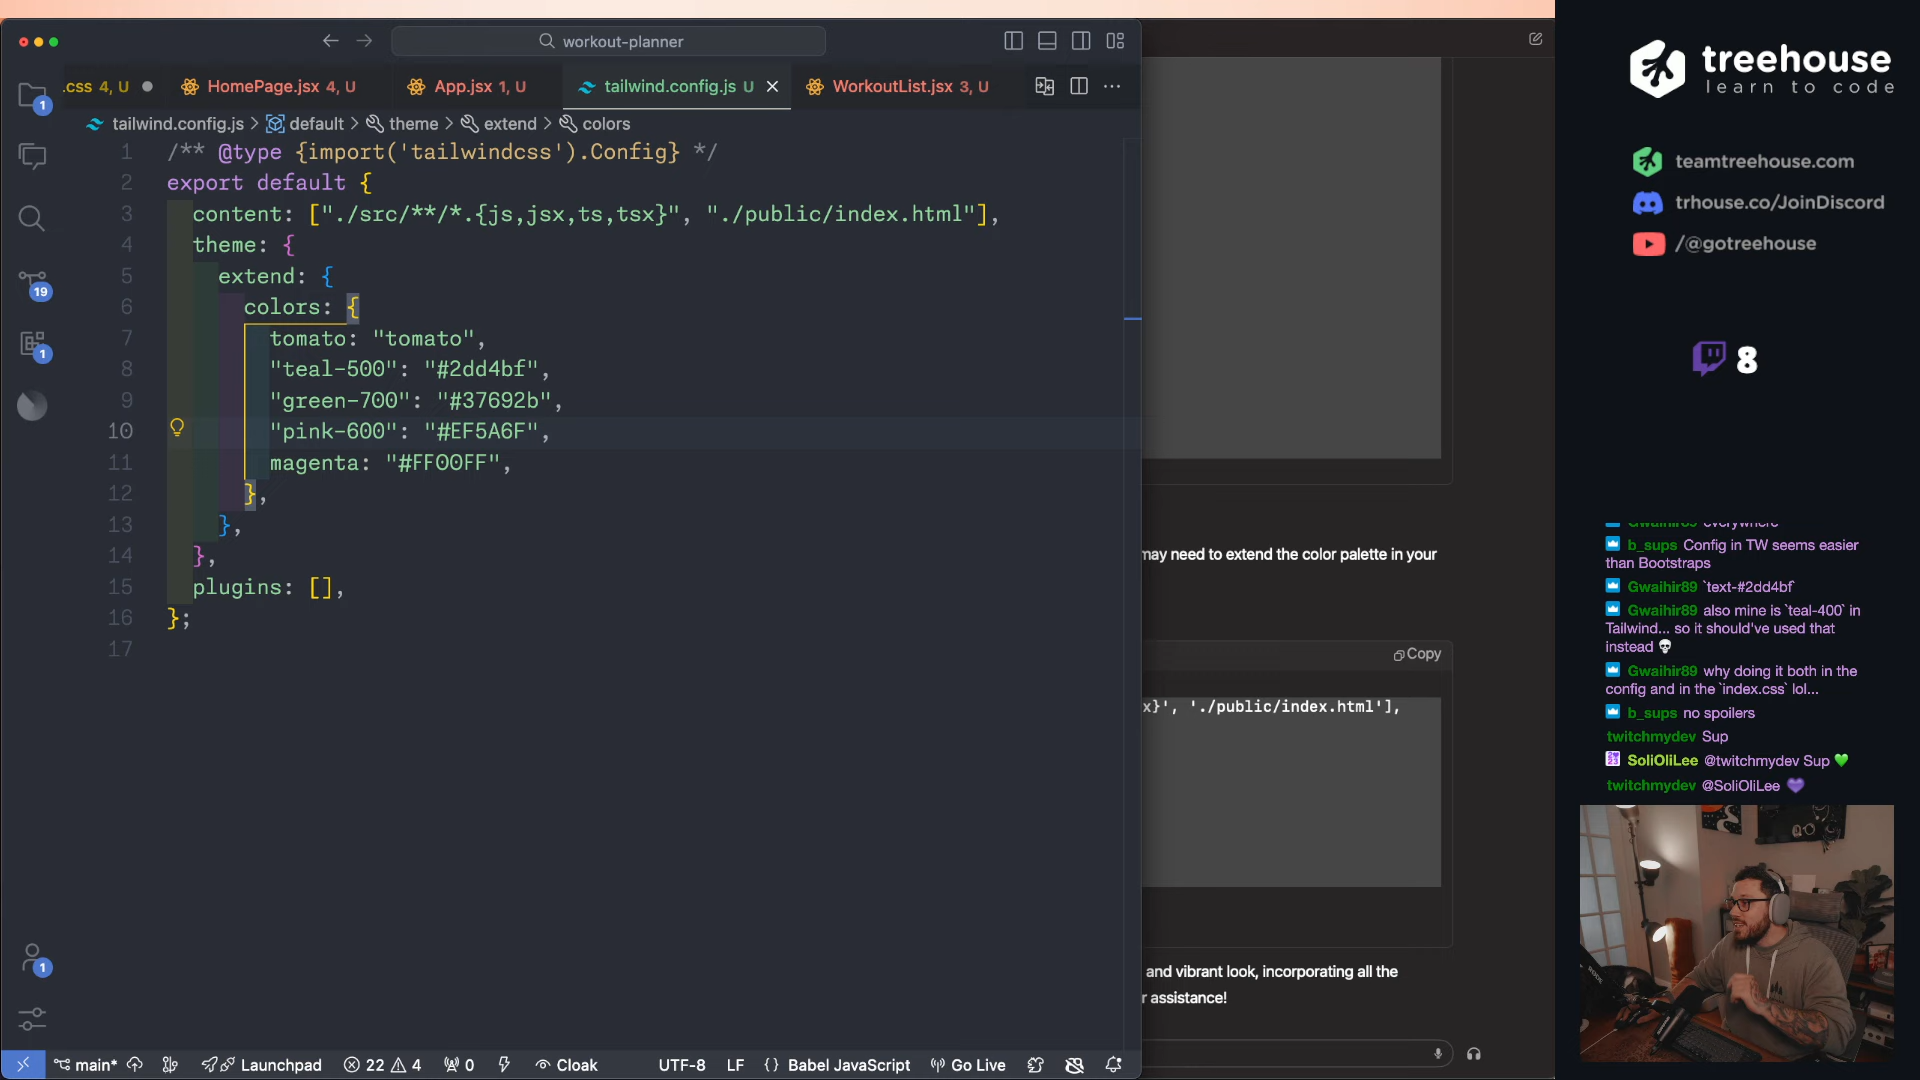 workout-planner
.css 4, U
HomePage.jsx 4, U
App.jsx 1, U
tailwind.config.js U
WorkoutList.jsx 3, U
tailwind.config.js > default > theme > extend > colors
1 /** @type {import('tailwindcss').Config} */
2 export default {
3 content: ["./src/**/*.{js,jsx,ts,tsx}", "./public/index.html"],
4 theme: {
5 extend: {
6 colors: {
7 tomato: "tomato",
8 "teal-500": "#2dd4bf",
9 "green-700": "#37692b",
10 "pink-600": "#EF5A6F",
11 magenta: "#FF00FF",
12 },
13 },
14 },
15 plugins: [],
16 };
17
1
19
1
1
main*
Launchpad
22 4
0
Cloak
UTF-8
LF
{} Babel JavaScript
Go Live
may need to extend the color palette in your
Copy
x}', './public/index.html'],
and vibrant look, incorporating all the
r assistance!
treehouse
learn to code
teamtreehouse.com
trhouse.co/JoinDiscord
/@gotreehouse
8
Gwaihir89 everywhere
b_sups Config in TW seems easier
than Bootstraps
Gwaihir89 `text-#2dd4bf`
Gwaihir89 also mine is `teal-400` in
Tailwind... so it should've used that
instead 💀
Gwaihir89 why doing it both in the
config and in the `index.css` lol...
b_sups no spoilers
twitchmydev Sup
SoliOliLee @twitchmydev Sup 💚
twitchmydev @SoliOliLee 💜